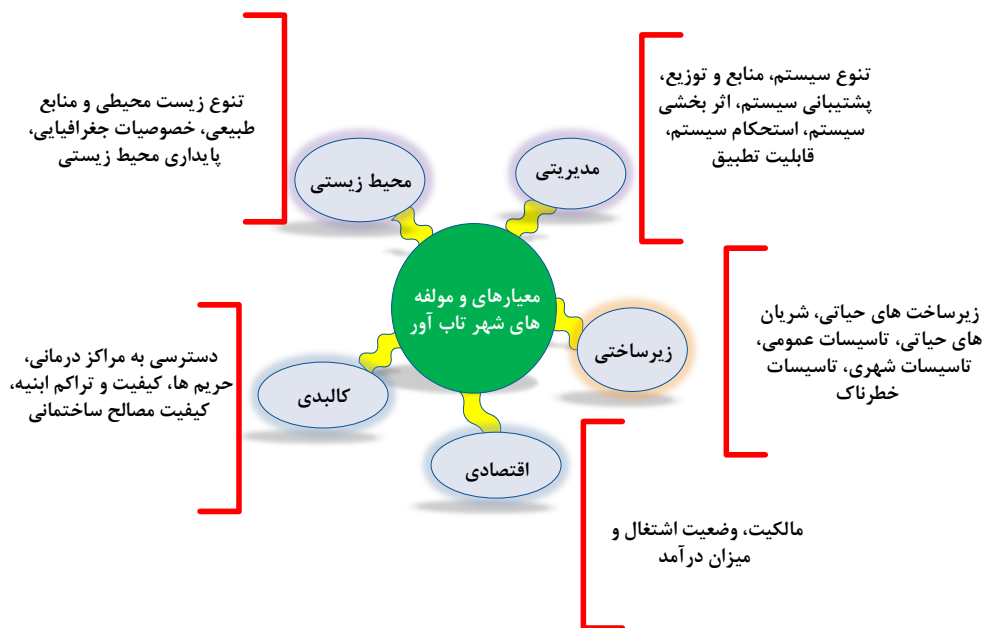 معیارهای و مولفه
های شهر تاب آور
مدیریتی
تنوع سیستم، منابع و توزیع،
پشتیبانی سیستم، اثر بخشی
سیستم، استحکام سیستم،
قابلیت تطبیق
زیرساختی
زیرساخت های حیاتی، شریان
های حیاتی، تاسیسات عمومی،
تاسیسات شهری، تاسیسات
خطرناک
اقتصادی
مالکیت، وضعیت اشتغال و
میزان درآمد
کالبدی
دسترسی به مراکز درمانی،
حریم ها، کیفیت و تراکم ابنیه،
کیفیت مصالح ساختمانی
محیط زیستی
تنوع زیست محیطی و منابع
طبیعی، خصوصیات جغرافیایی،
پایداری محیط زیستی